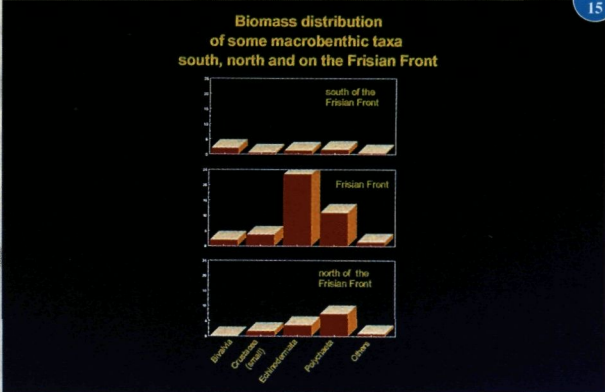 15
Biomass distribution
of some macrobenthic taxa
south, north and on the Frisian Front
south of the
Frisian Front
Frisian Front
north of the
Frisian Front
Bivalvia
Crustacea
(small)
Echinodermata
Polychaeta
Others